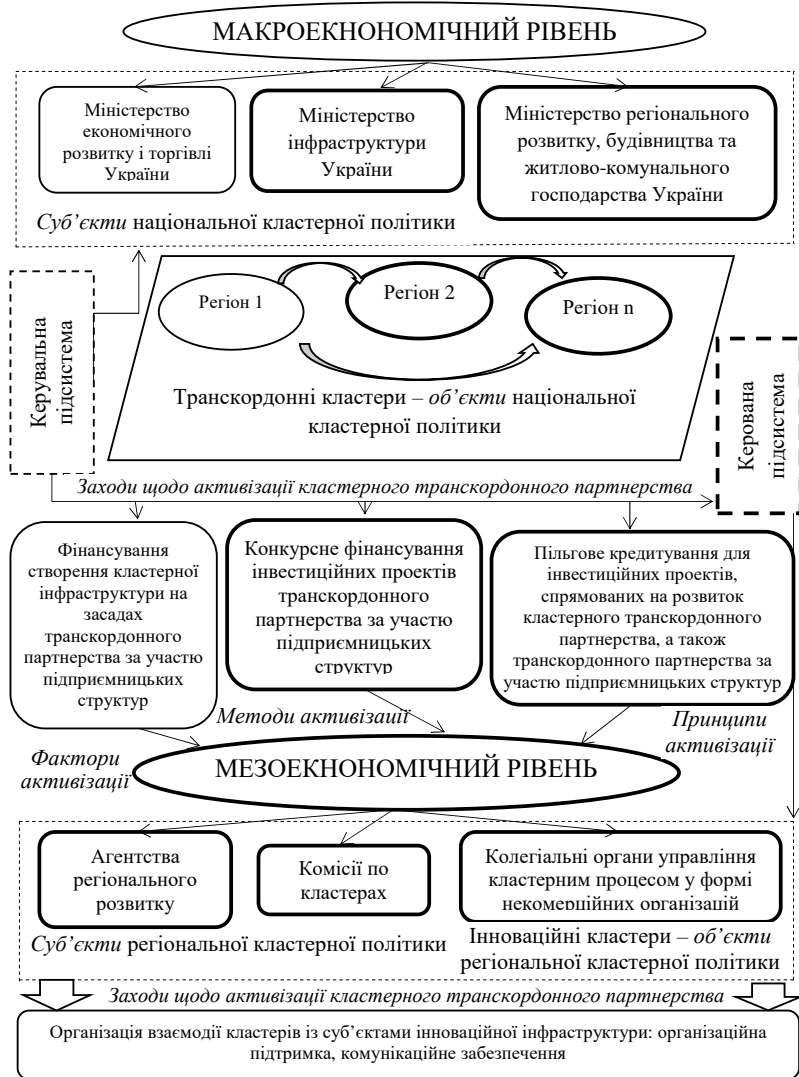 МАКРОЕКНОМІЧНИЙ РІВЕНЬ
Міністерство
економічного
розвитку і торгівлі
України
Міністерство
інфраструктури
України
Міністерство регіонального
розвитку, будівництва та
житлово-комунального
господарства України
Суб’єкти національної кластерної політики
Керувальна
підсистема
Регіон 1
Регіон 2
Регіон n
Транскордонні кластери – об’єкти національної
кластерної політики
Керована
підсистема
Заходи щодо активізації кластерного транскордонного партнерства
Фінансування
створення кластерної
інфраструктури на
засадах
транскордонного
партнерства за участю
підприємницьких
структур
Конкурсне фінансування
інвестиційних проектів
транскордонного
партнерства за участю
підприємницьких
структур
Пільгове кредитування для
інвестиційних проектів,
спрямованих на розвиток
кластерного транскордонного
партнерства, а також
транскордонного партнерства за
участю підприємницьких структур
Фактори
активізації
Методи активізації
Принципи
активізації
МЕЗОЕКНОМІЧНИЙ РІВЕНЬ
Агентства
регіонального
розвитку
Комісії по
кластерах
Колегіальні органи управління
кластерним процесом у формі
некомерційних організацій
Суб’єкти регіональної кластерної політики
Інноваційні кластери – об’єкти
регіональної кластерної політики
Заходи щодо активізації кластерного транскордонного партнерства
Організація взаємодії кластерів із суб’єктами інноваційної інфраструктури: організаційна
підтримка, комунікаційне забезпечення